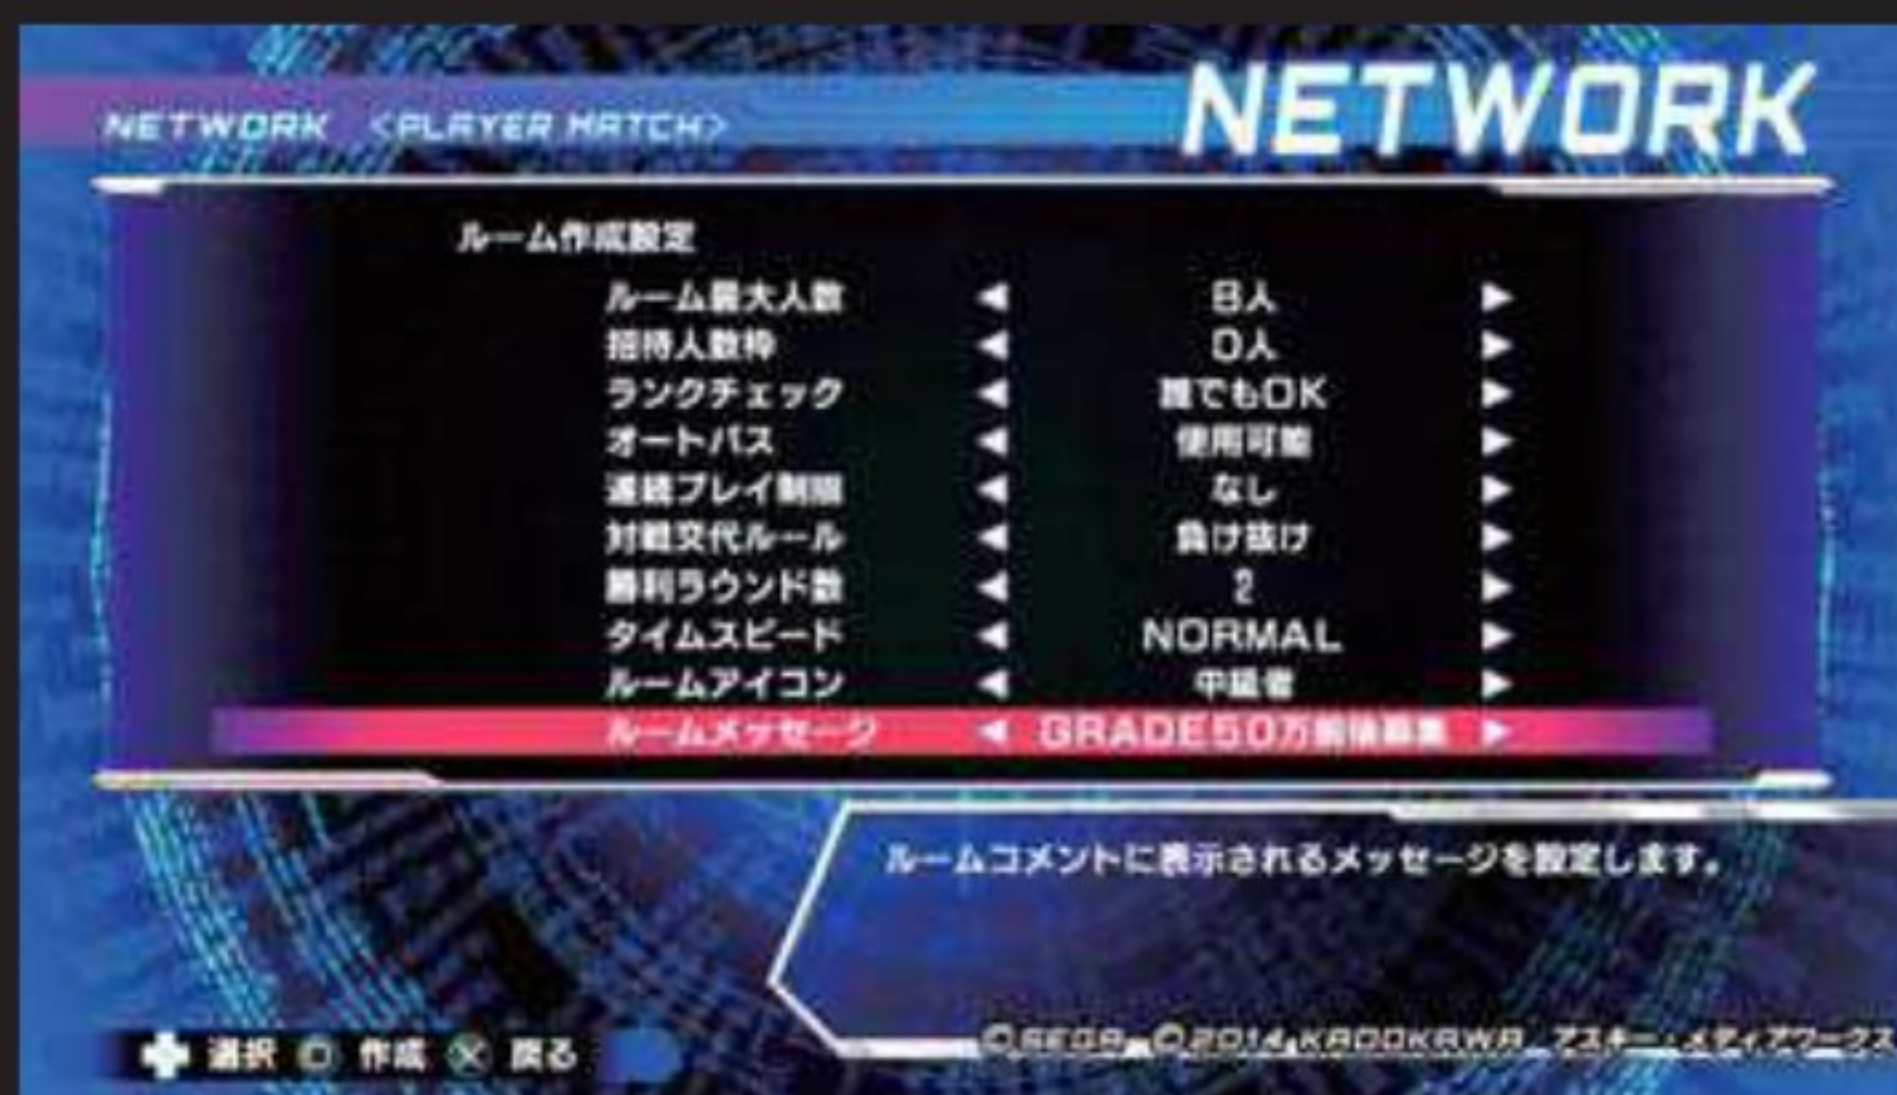 NETWORK
NETWORK <PLAYER MATCH>
ルーム作成設定
ルーム最大人数 ◀ 8人 ▶
招待人数枠 ◀ 0人 ▶
ランクチェック ◀ 誰でもOK ▶
オートパス ◀ 使用可能 ▶
連続プレイ制限 ◀ なし ▶
対戦交代ルール ◀ 負け抜け ▶
勝利ラウンド数 ◀ 2 ▶
タイムスピード ◀ NORMAL ▶
ルームアイコン ◀ 中級者 ▶
ルームメッセージ ◀ GRADE50万前後募集 ▶
ルームコメントに表示されるメッセージを設定します。
選択 作成 戻る
©SEGA ©2014 KADOKAWA アスキー・メディアワークス